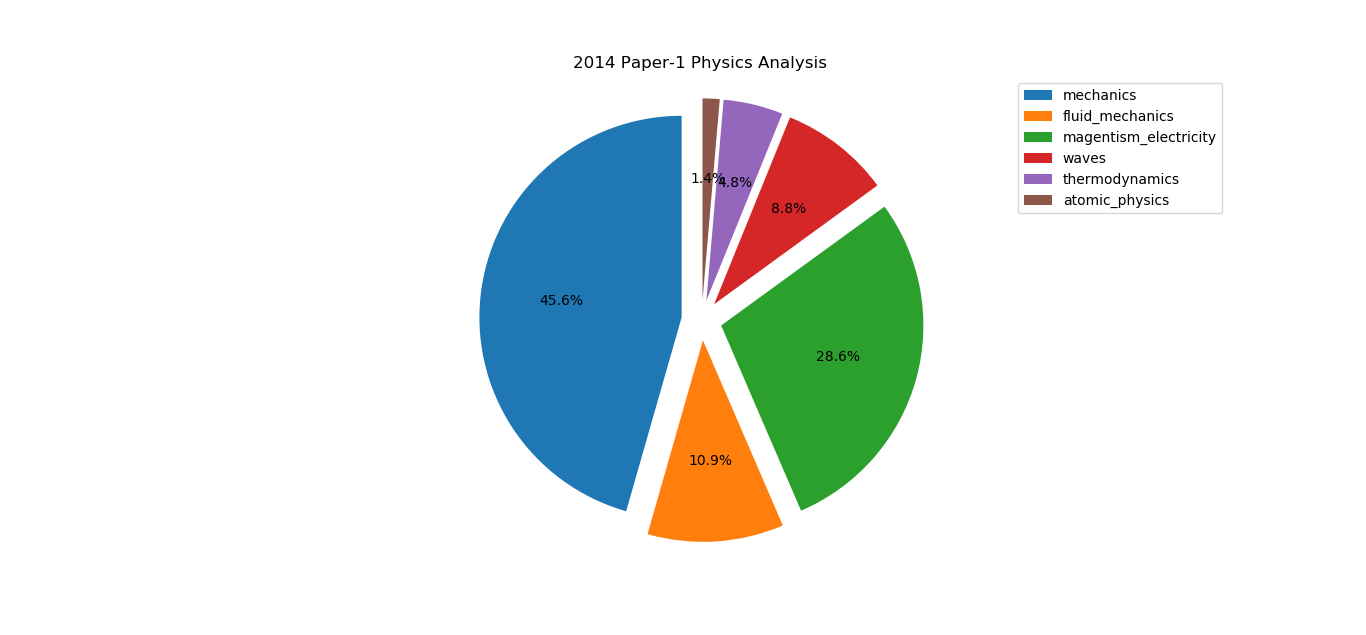 2014 Paper-1 Physics Analysis
mechanics
fluid_mechanics
magentism_electricity
waves
thermodynamics
atomic_physics
1.4%
4.8%
8.8%
45.6%
28.6%
10.9%